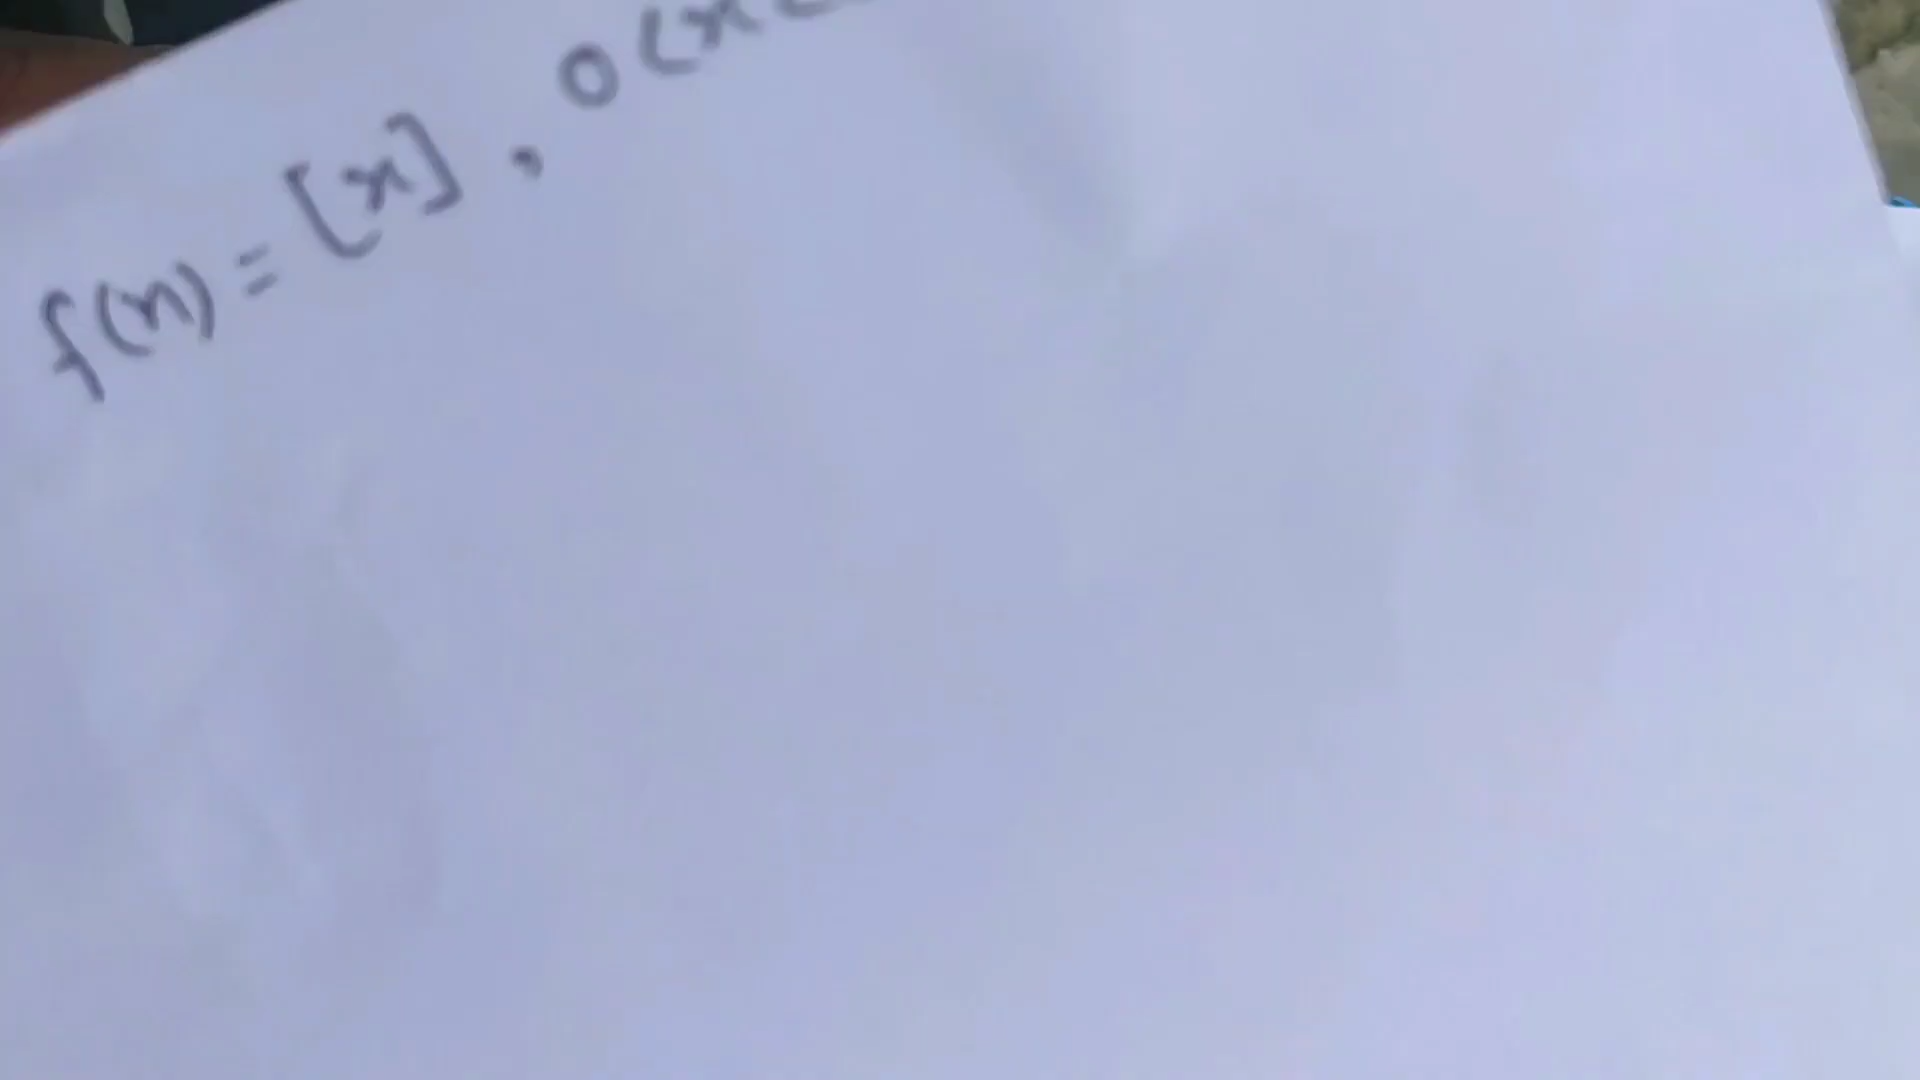 f(x) = [x] , 0 < x <